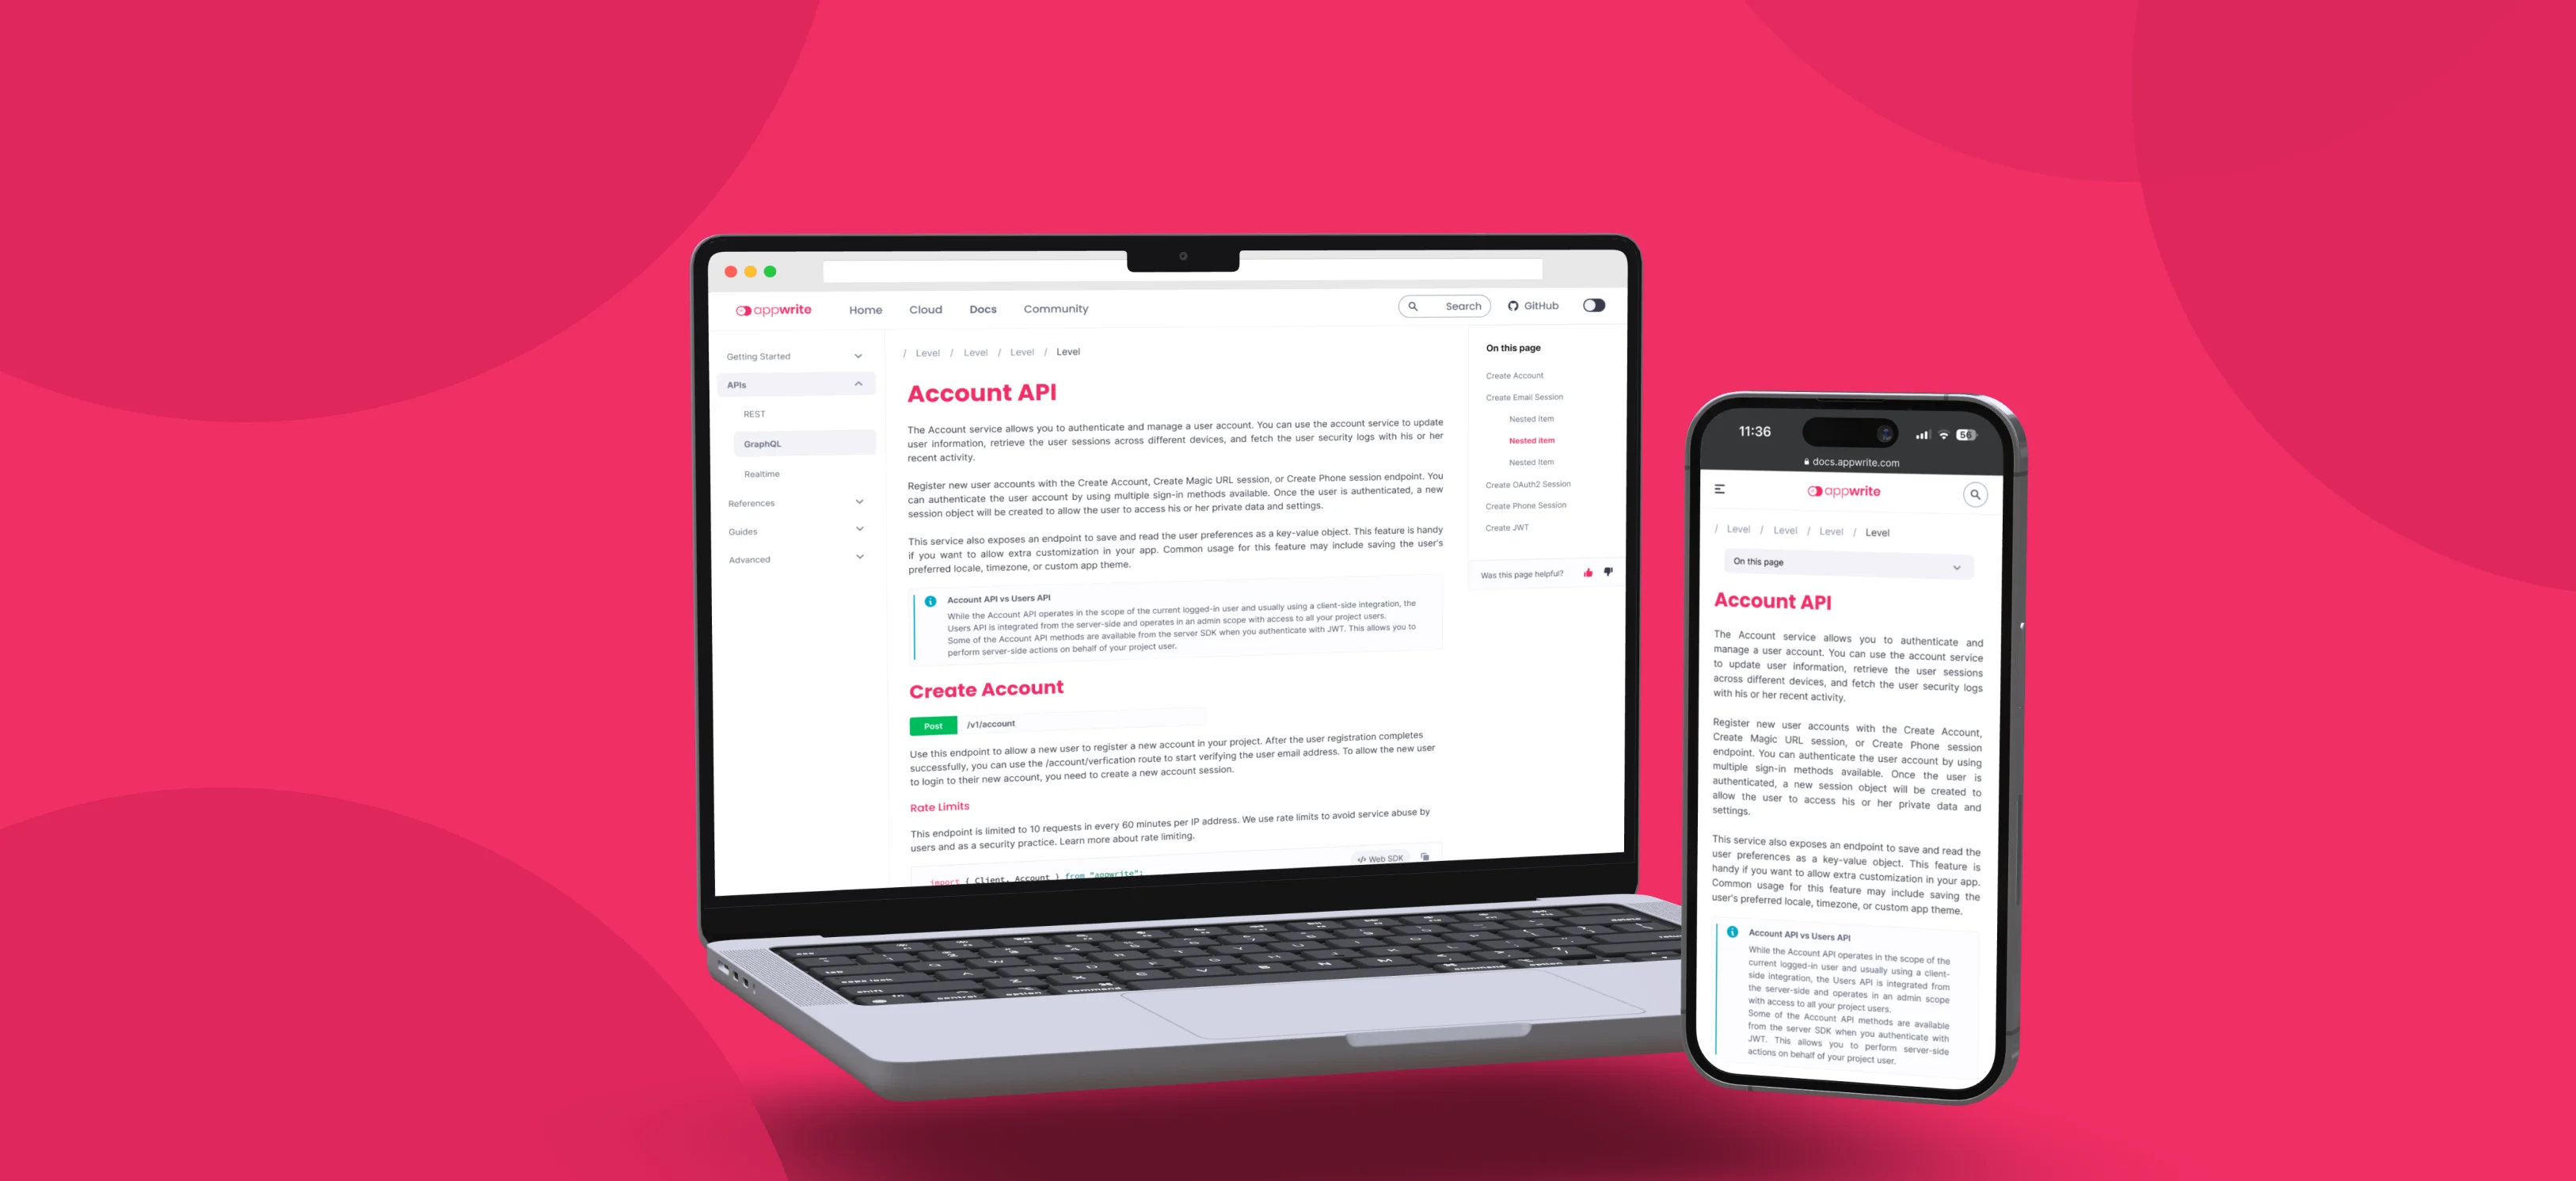 appwrite
Home Cloud Docs Community
Search GitHub
Getting Started
APIs
REST
GraphQL
Realtime
References
Guides
Advanced
/ Level / Level / Level / Level
Account API
The Account service allows you to authenticate and manage a user account. You can use the account service to update
user information, retrieve the user sessions across different devices, and fetch the user security logs with his or her
recent activity.
Register new user accounts with the Create Account, Create Magic URL session, or Create Phone session endpoint. You
can authenticate the user account by using multiple sign-in methods available. Once the user is authenticated, a new
session object will be created to allow the user to access his or her private data and settings.
This service also exposes an endpoint to save and read the user preferences as a key-value object. This feature is handy
if you want to allow extra customization in your app. Common usage for this feature may include saving the user's
preferred locale, timezone, or custom app theme.
Account API vs Users API
While the Account API operates in the scope of the current logged-in user and usually using a client-side integration, the
Users API is integrated from the server-side and operates in an admin scope with access to all your project users.
Some of the Account API methods are available from the server SDK when you authenticate with JWT. This allows you to
perform server-side actions on behalf of your project user.
Create Account
Post /v1/account
Use this endpoint to allow a new user to register a new account in your project. After the user registration completes
successfully, you can use the /account/verfication route to start verifying the user email address. To allow the new user
to login to their new account, you need to create a new account session.
Rate Limits
This endpoint is limited to 10 requests in every 60 minutes per IP address. We use rate limits to avoid service abuse by
users and as a security practice. Learn more about rate limiting.
</> Web SDK
import { Client, Account } from "appwrite";
On this page
Create Account
Create Email Session
Nested item
Nested item
Nested item
Create OAuth2 Session
Create Phone Session
Create JWT
Was this page helpful?
11:36
56
docs.appwrite.com
appwrite
/ Level / Level / Level / Level
On this page
Account API
The Account service allows you to authenticate and
manage a user account. You can use the account service
to update user information, retrieve the user sessions
across different devices, and fetch the user security logs
with his or her recent activity.
Register new user accounts with the Create Account,
Create Magic URL session, or Create Phone session
endpoint. You can authenticate the user account by using
multiple sign-in methods available. Once the user is
authenticated, a new session object will be created to
allow the user to access his or her private data and
settings.
This service also exposes an endpoint to save and read the
user preferences as a key-value object. This feature is
handy if you want to allow extra customization in your app.
Common usage for this feature may include saving the
user's preferred locale, timezone, or custom app theme.
Account API vs Users API
While the Account API operates in the scope of the
current logged-in user and usually using a client-
side integration, the Users API is integrated from
the server-side and operates in an admin scope
with access to all your project users.
Some of the Account API methods are available
from the server SDK when you authenticate with
JWT. This allows you to perform server-side
actions on behalf of your project user.